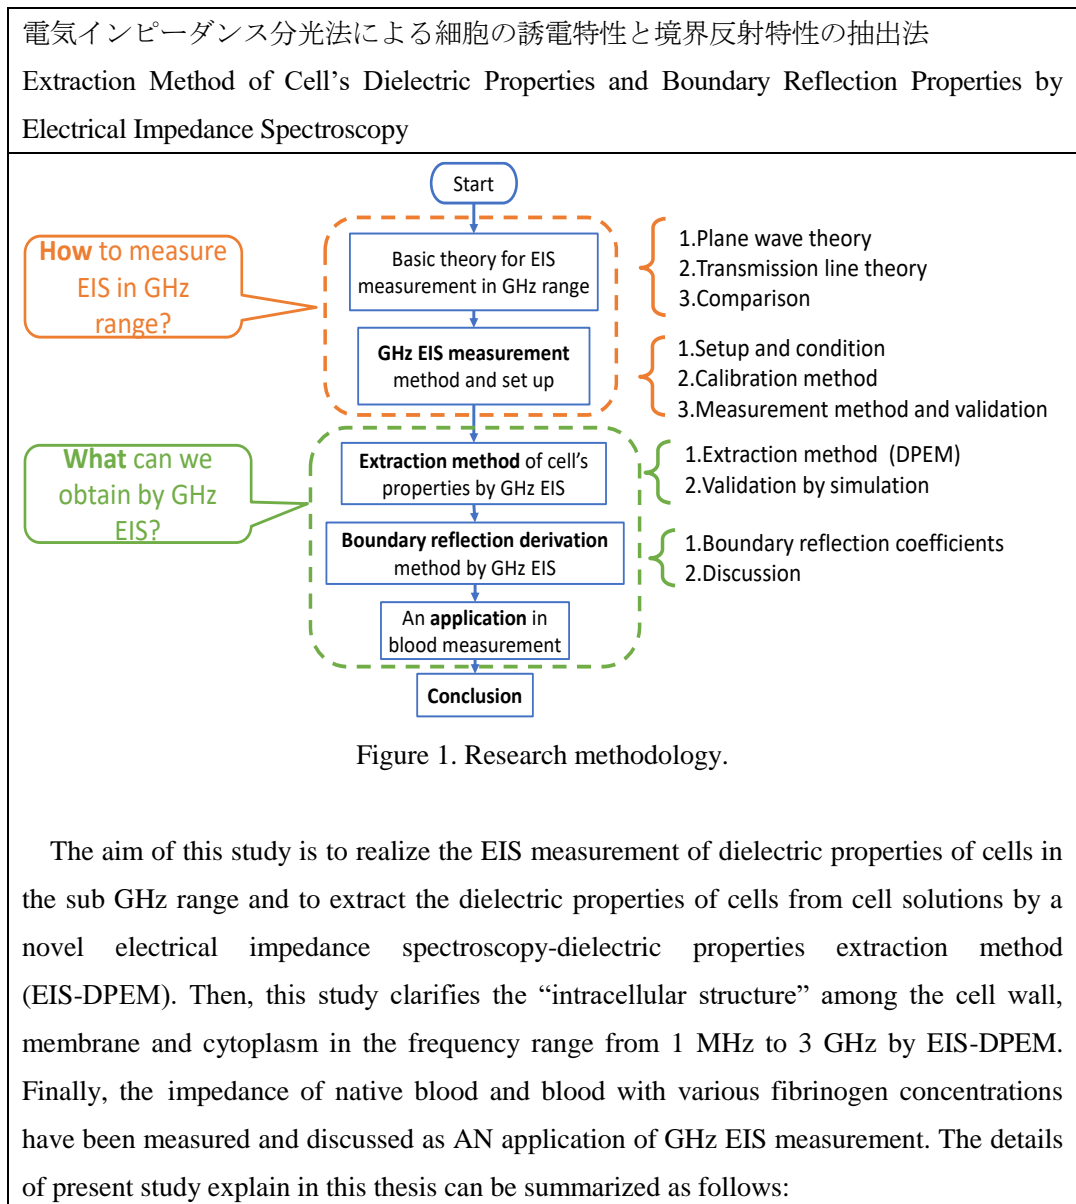 電気インピーダンス分光法による細胞の誘電特性と境界反射特性の抽出法
Extraction Method of Cell’s Dielectric Properties and Boundary Reflection Properties by
Electrical Impedance Spectroscopy
Start
How to measure
EIS in GHz
range?
Basic theory for EIS
measurement in GHz range
1.Plane wave theory
2.Transmission line theory
3.Comparison
GHz EIS measurement
method and set up
1.Setup and condition
2.Calibration method
3.Measurement method and validation
What can we
obtain by GHz
EIS?
Extraction method of cell’s
properties by GHz EIS
1.Extraction method (DPEM)
2.Validation by simulation
Boundary reflection derivation
method by GHz EIS
1.Boundary reflection coefficients
2.Discussion
An application in
blood measurement
Conclusion
Figure 1. Research methodology.
The aim of this study is to realize the EIS measurement of dielectric properties of cells in
the sub GHz range and to extract the dielectric properties of cells from cell solutions by a
novel electrical impedance spectroscopy-dielectric properties extraction method
(EIS-DPEM). Then, this study clarifies the “intracellular structure” among the cell wall,
membrane and cytoplasm in the frequency range from 1 MHz to 3 GHz by EIS-DPEM.
Finally, the impedance of native blood and blood with various fibrinogen concentrations
have been measured and discussed as AN application of GHz EIS measurement. The details
of present study explain in this thesis can be summarized as follows: